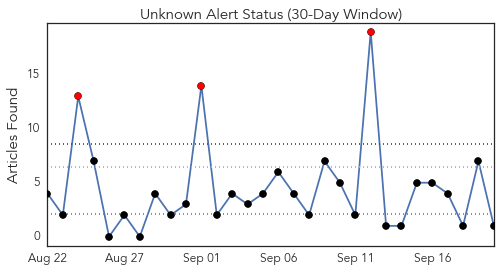 Unknown Alert Status (30-Day Window)
Articles Found
15
10
5
0
Aug 22 Aug 27 Sep 01 Sep 06 Sep 11 Sep 16